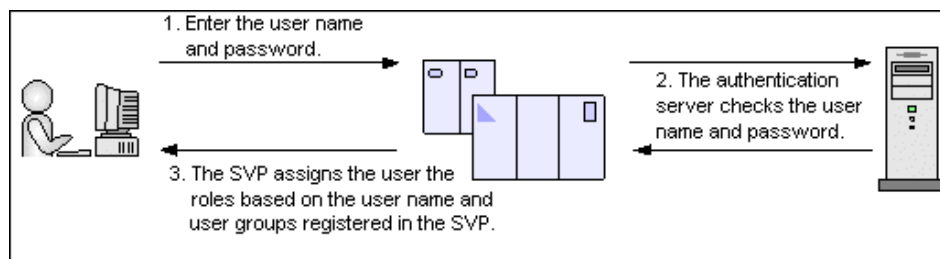 1. Enter the user name
and password.
2. The authentication
server checks the user
name and password.
3. The SVP assigns the user the
roles based on the user name and
user groups registered in the SVP.